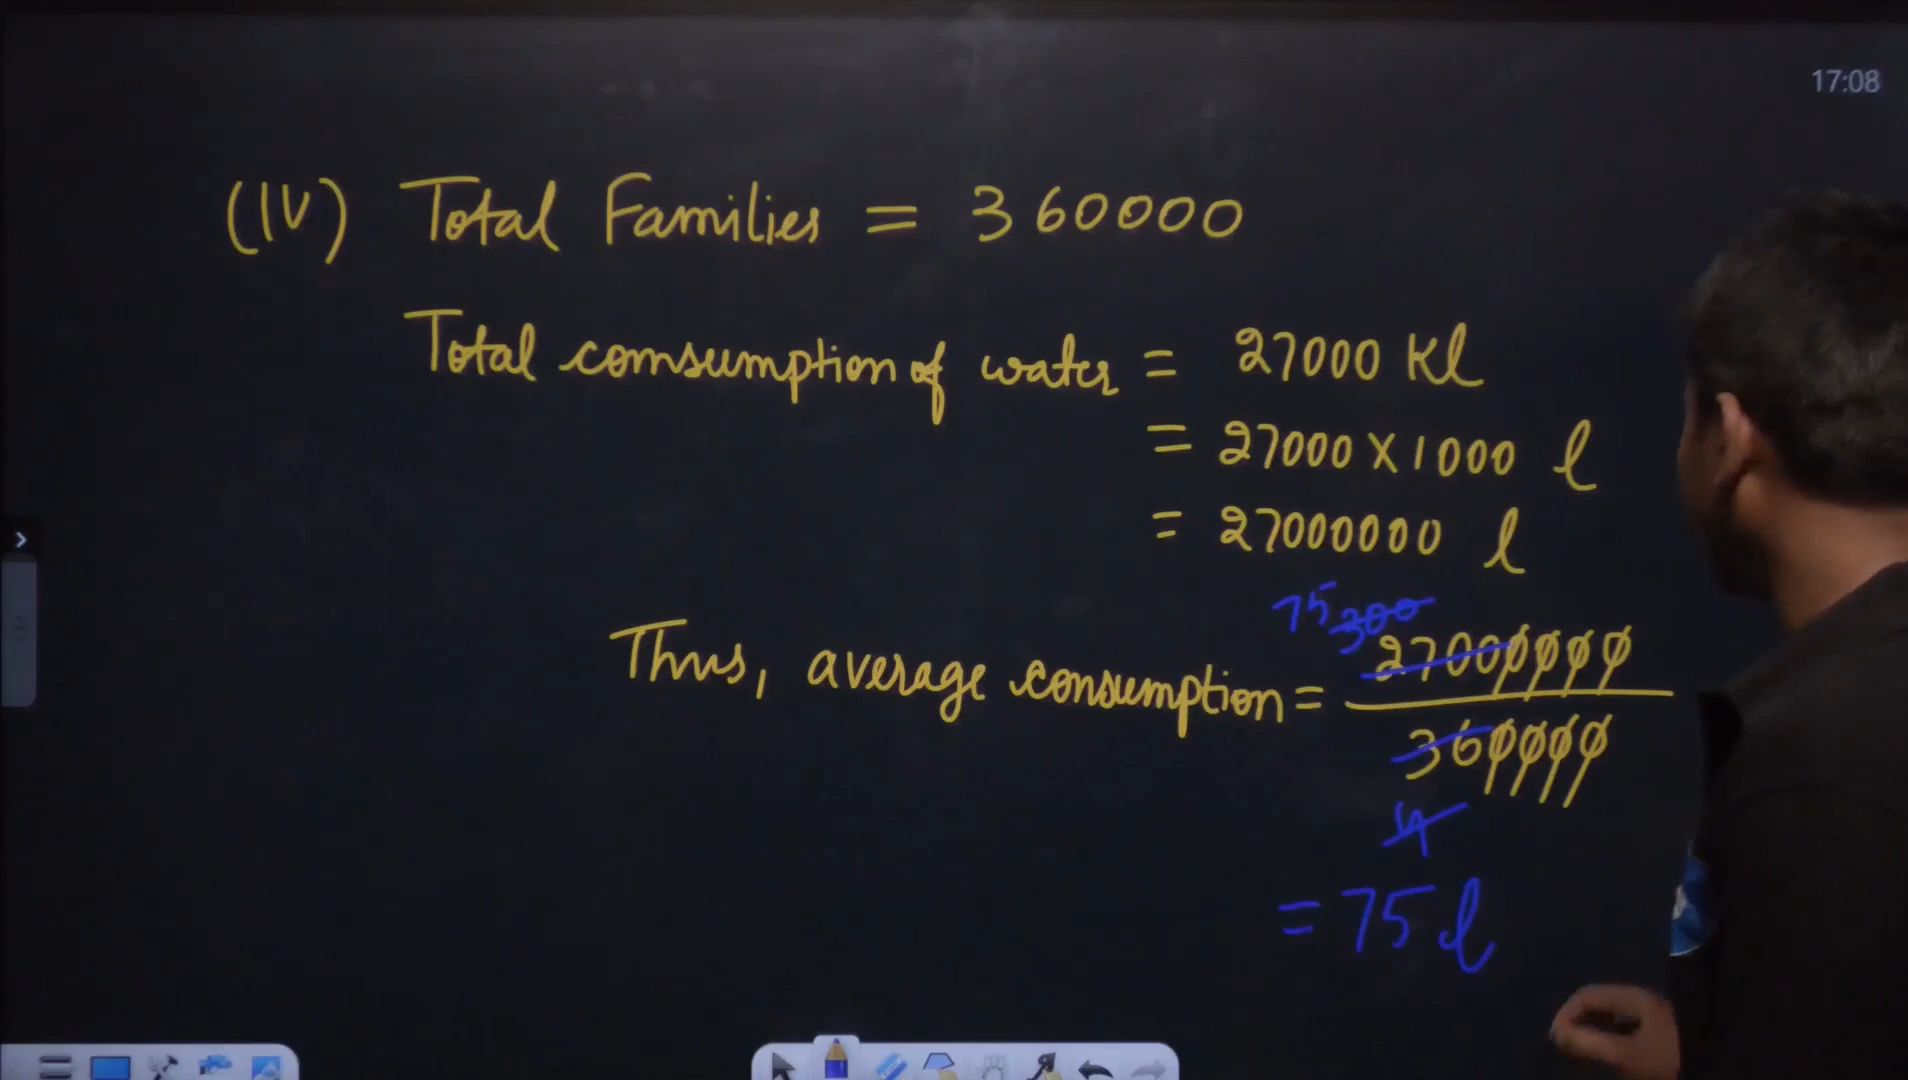 17:08
(IV) Total Families = 360000
Total comsumption of water = 27000 Kl
= 27000 X 1000 l
= 27000000 l
75 300
Thus, average consumption = 27000000
360000
4
= 75 l